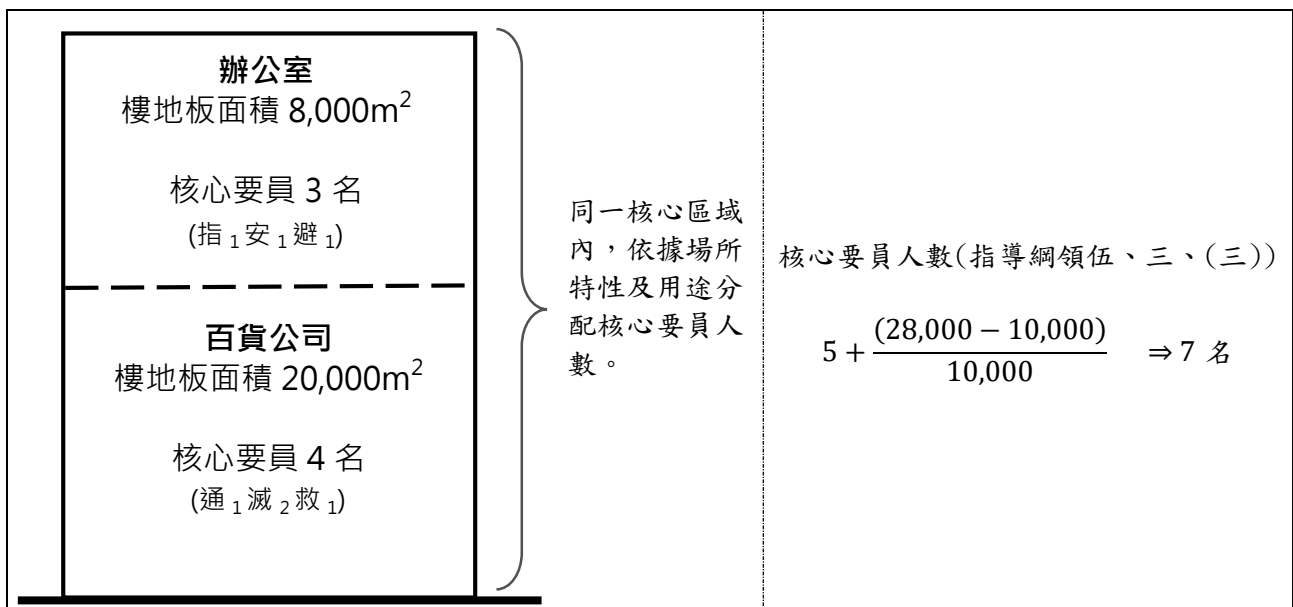 辦公室
樓地板面積 8,000m²
核心要員 3 名
(指₁安₁避₁)
百貨公司
樓地板面積 20,000m²
核心要員 4 名
(通₁滅₂救₁)
同一核心區域
內，依據場所
特性及用途分
配核心要員人
數。
核心要員人數(指導綱領伍、三、(三))
5 + (28,000 − 10,000) / 10,000 ⇒ 7 名